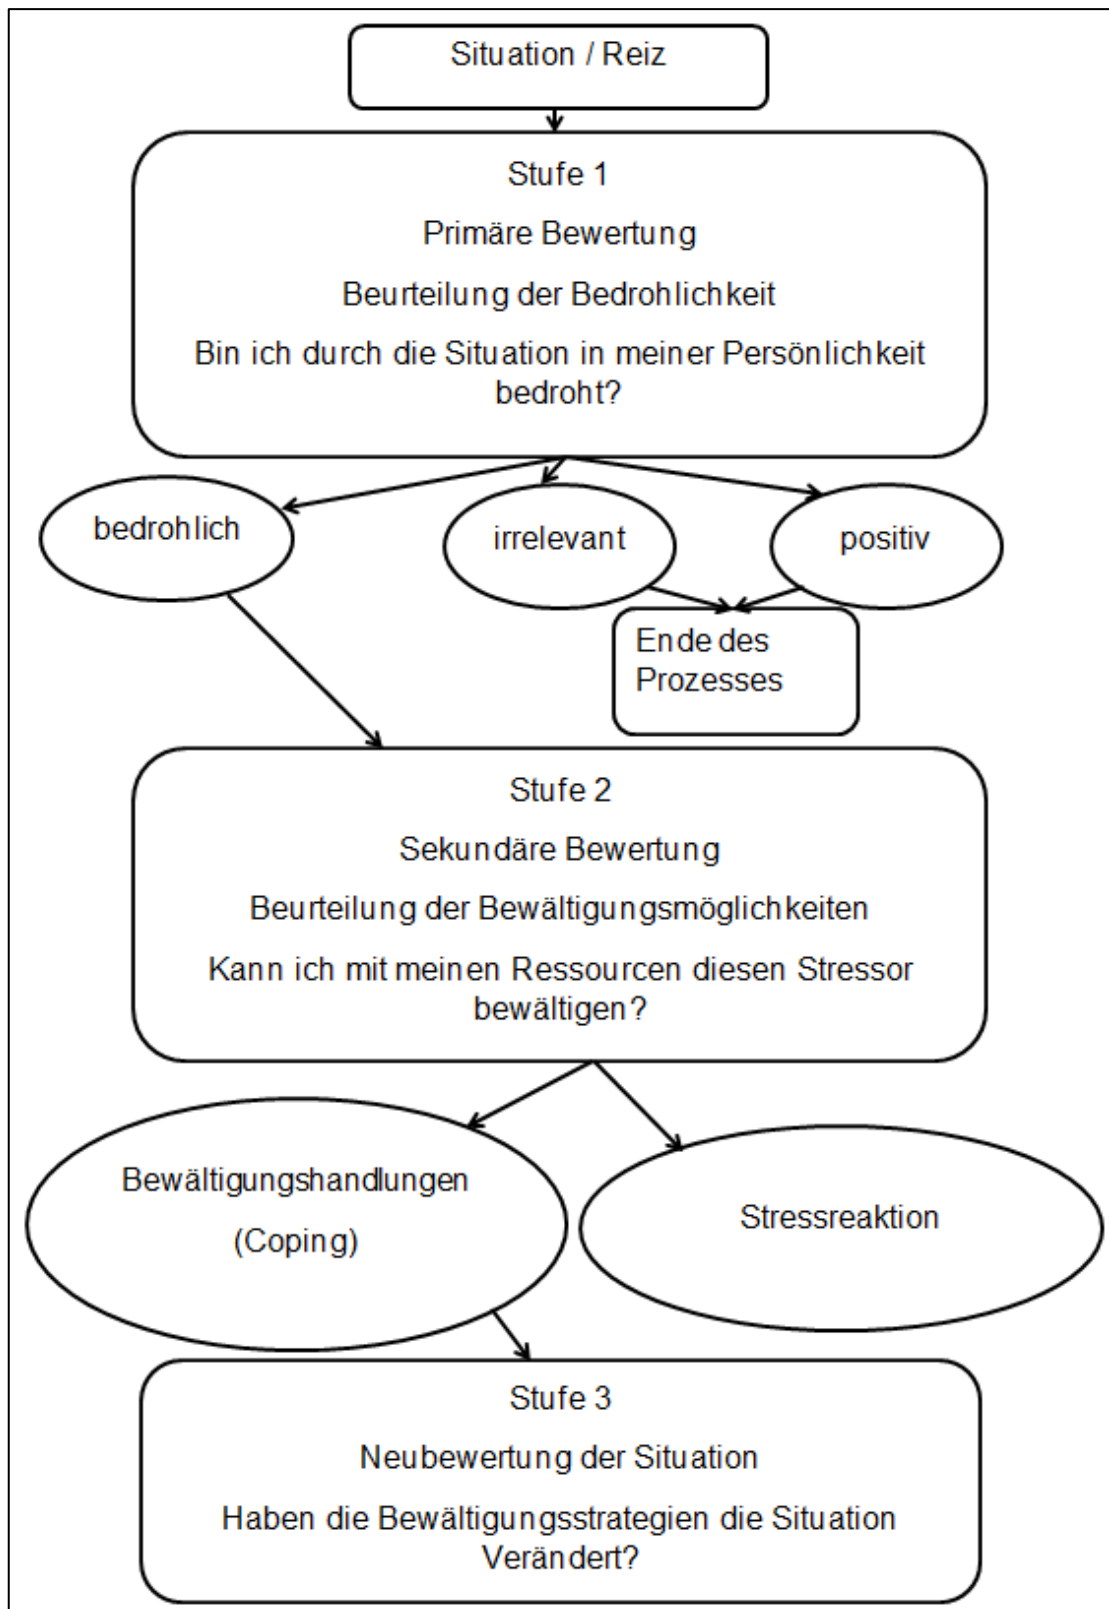 Situation / Reiz
Stufe 1
Primäre Bewertung
Beurteilung der Bedrohlichkeit
Bin ich durch die Situation in meiner Persönlichkeit
bedroht?
bedrohlich
irrelevant
positiv
Ende des
Prozesses
Stufe 2
Sekundäre Bewertung
Beurteilung der Bewältigungsmöglichkeiten
Kann ich mit meinen Ressourcen diesen Stressor
bewältigen?
Bewältigungshandlungen
(Coping)
Stressreaktion
Stufe 3
Neubewertung der Situation
Haben die Bewältigungsstrategien die Situation
Verändert?